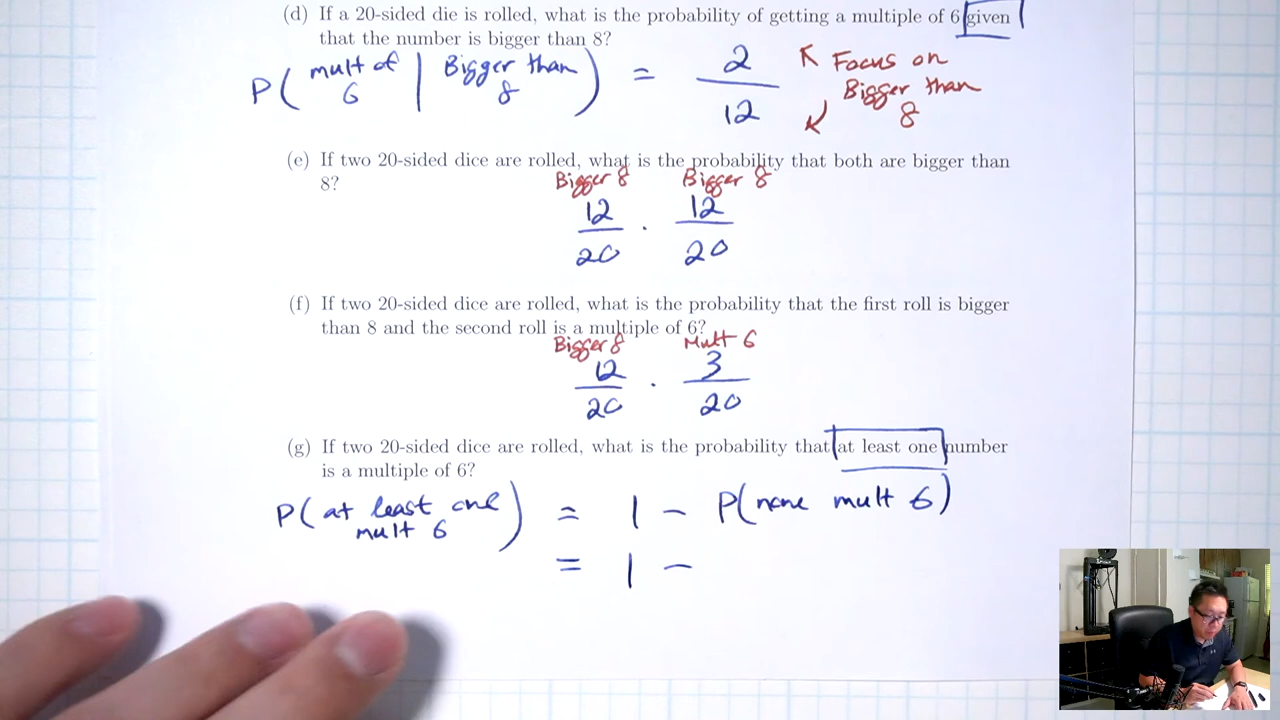 (d) If a 20-sided die is rolled, what is the probability of getting a multiple of 6 given
that the number is bigger than 8?
P( mult of 6 | Bigger than 8 ) = 2/12
Focus on
Bigger than
8
(e) If two 20-sided dice are rolled, what is the probability that both are bigger than
8?
Bigger 8 Bigger 8
12/20 · 12/20
(f) If two 20-sided dice are rolled, what is the probability that the first roll is bigger
than 8 and the second roll is a multiple of 6?
Bigger 8 Mult 6
12/20 · 3/20
(g) If two 20-sided dice are rolled, what is the probability that at least one number
is a multiple of 6?
P( at least one mult 6 ) = 1 − P(none mult 6)
= 1 −